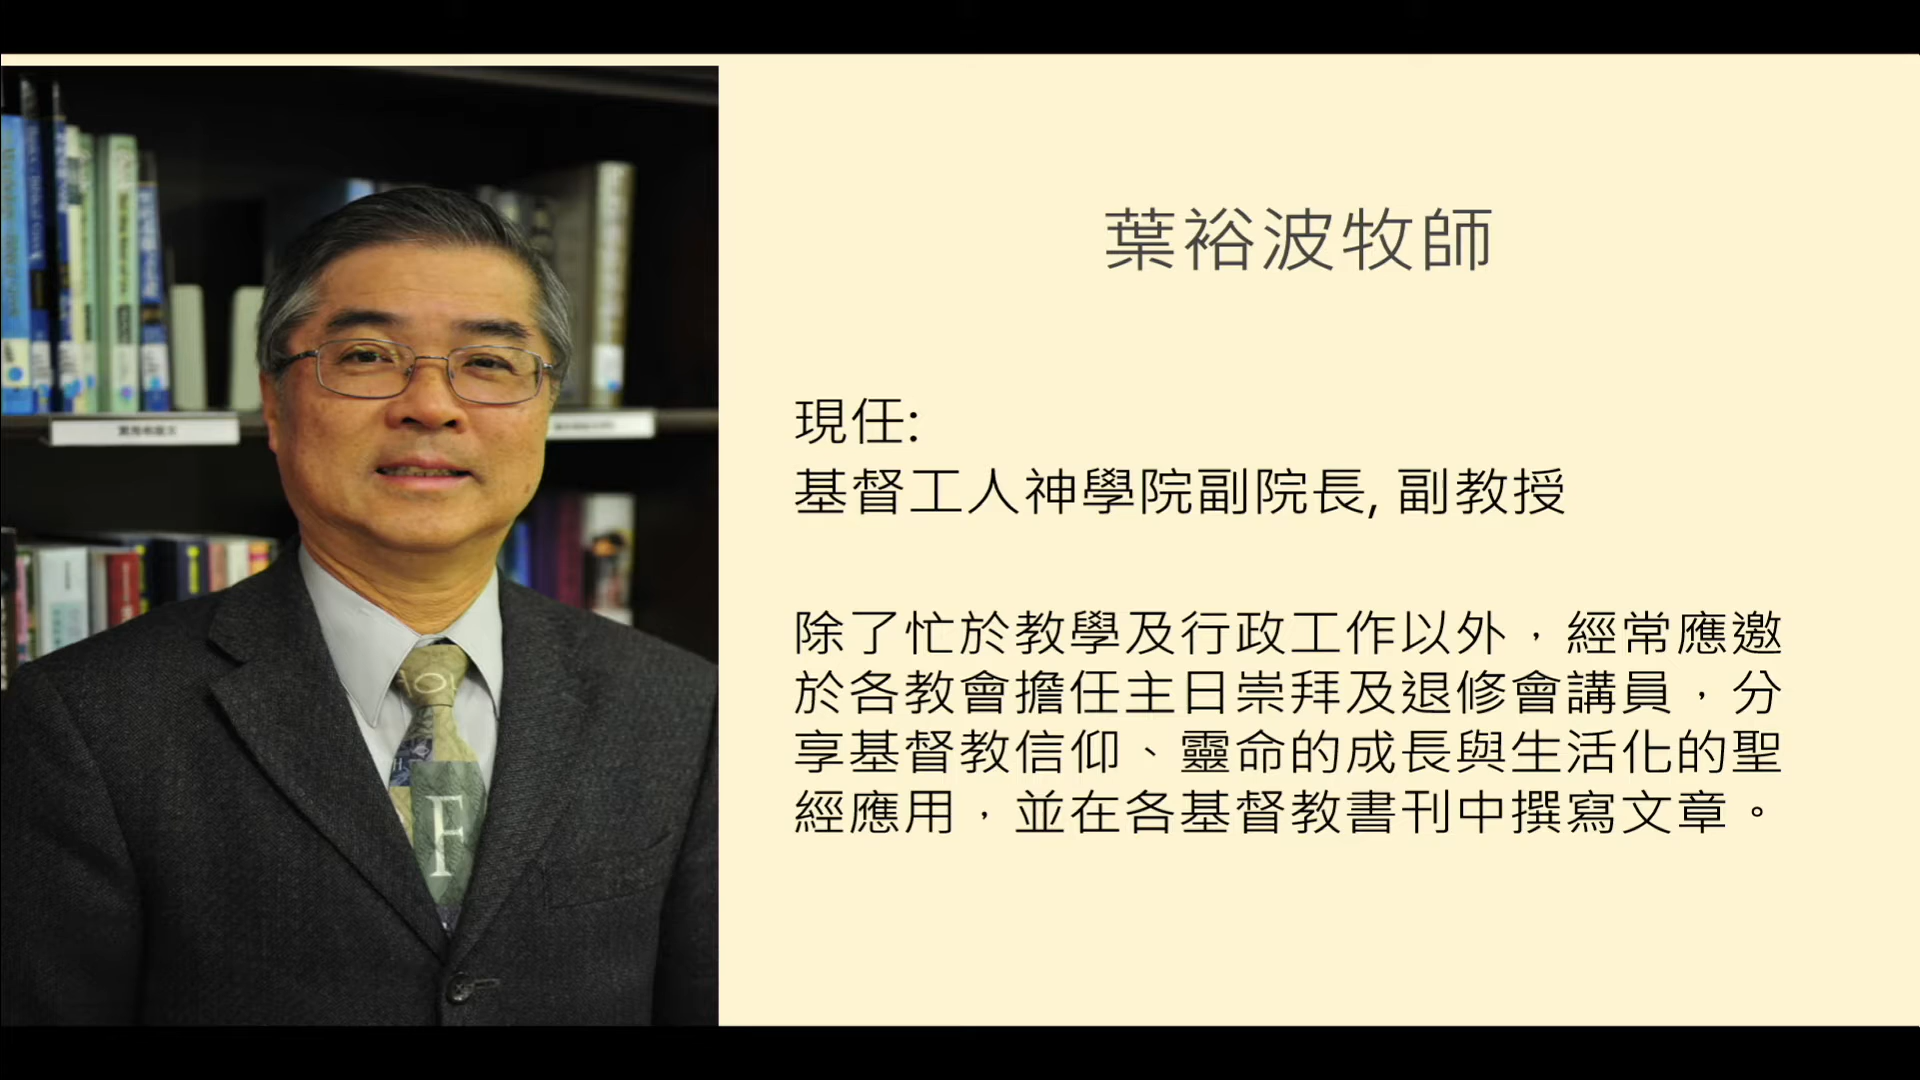 葉裕波牧師
現任:
基督工人神學院副院長, 副教授
除了忙於教學及行政工作以外，經常應邀
於各教會擔任主日崇拜及退修會講員，分
享基督教信仰、靈命的成長與生活化的聖
經應用，並在各基督教書刊中撰寫文章。
F